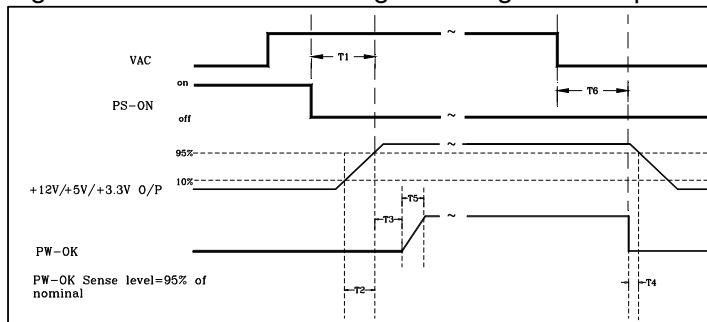 VAC
~
T1
T6
on
PS-ON
off
~
95%
~
10%
+12V/+5V/+3.3V O/P
T5
T3
~
PW-OK
PW-OK Sense level=95% of
nominal
T2
T4